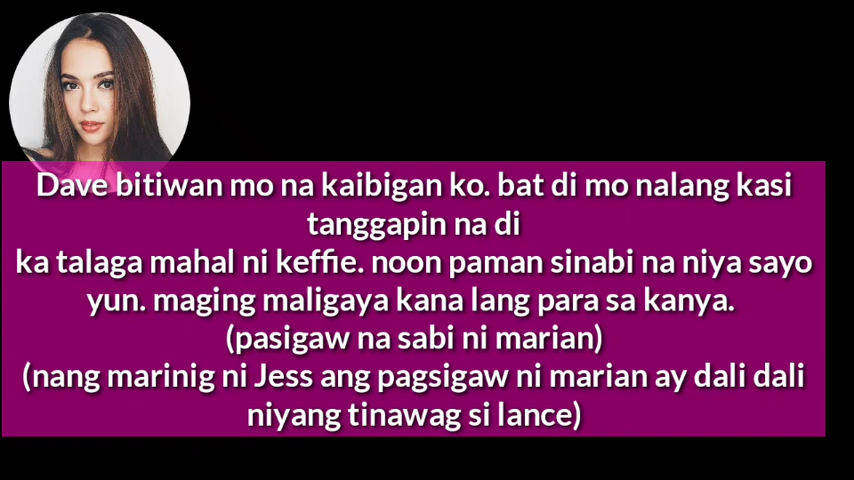 Dave bitiwan mo na kaibigan ko. bat di mo nalang kasi
tanggapin na di
ka talaga mahal ni keffie. noon paman sinabi na niya sayo
yun. maging maligaya kana lang para sa kanya.
(pasigaw na sabi ni marian)
(nang marinig ni Jess ang pagsigaw ni marian ay dali dali
niyang tinawag si lance)